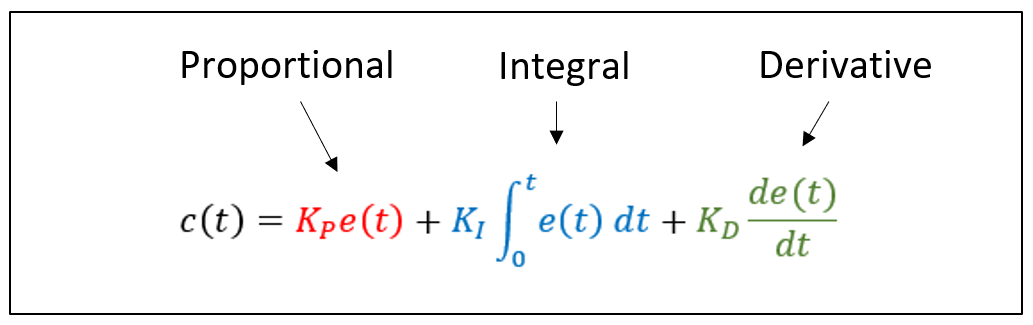 Proportional Integral Derivative
c(t) = K_P e(t) + K_I ∫_0^t e(t) dt + K_D de(t)/dt